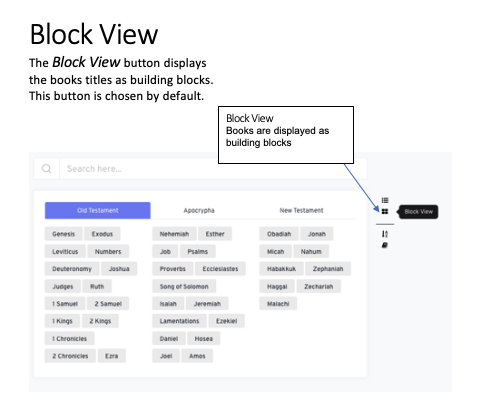 Block View
The Block View button displays
the books titles as building blocks.
This button is chosen by default.
Block View
Books are displayed as
building blocks
Search here...
Block View
Old Testament Apocrypha New Testament
Genesis Exodus Nehemiah Esther Obadiah Jonah
Leviticus Numbers Job Psalms Micah Nahum
Deuteronomy Joshua Proverbs Ecclesiastes Habakkuk Zephaniah
Judges Ruth Song of Solomon Haggai Zechariah
1 Samuel 2 Samuel Isaiah Jeremiah Malachi
1 Kings 2 Kings Lamentations Ezekiel
1 Chronicles Daniel Hosea
2 Chronicles Ezra Joel Amos